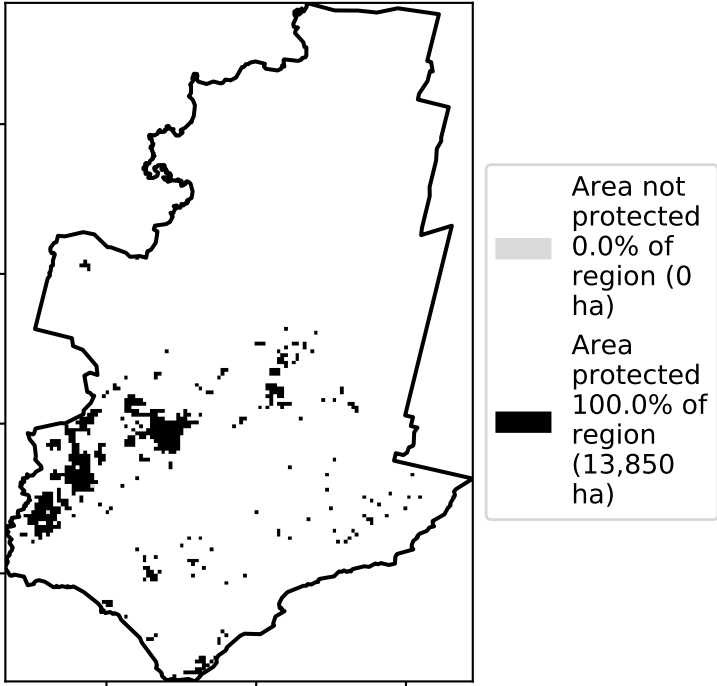 Area not
protected
0.0% of
region (0
ha)
Area
protected
100.0% of
region
(13,850
ha)